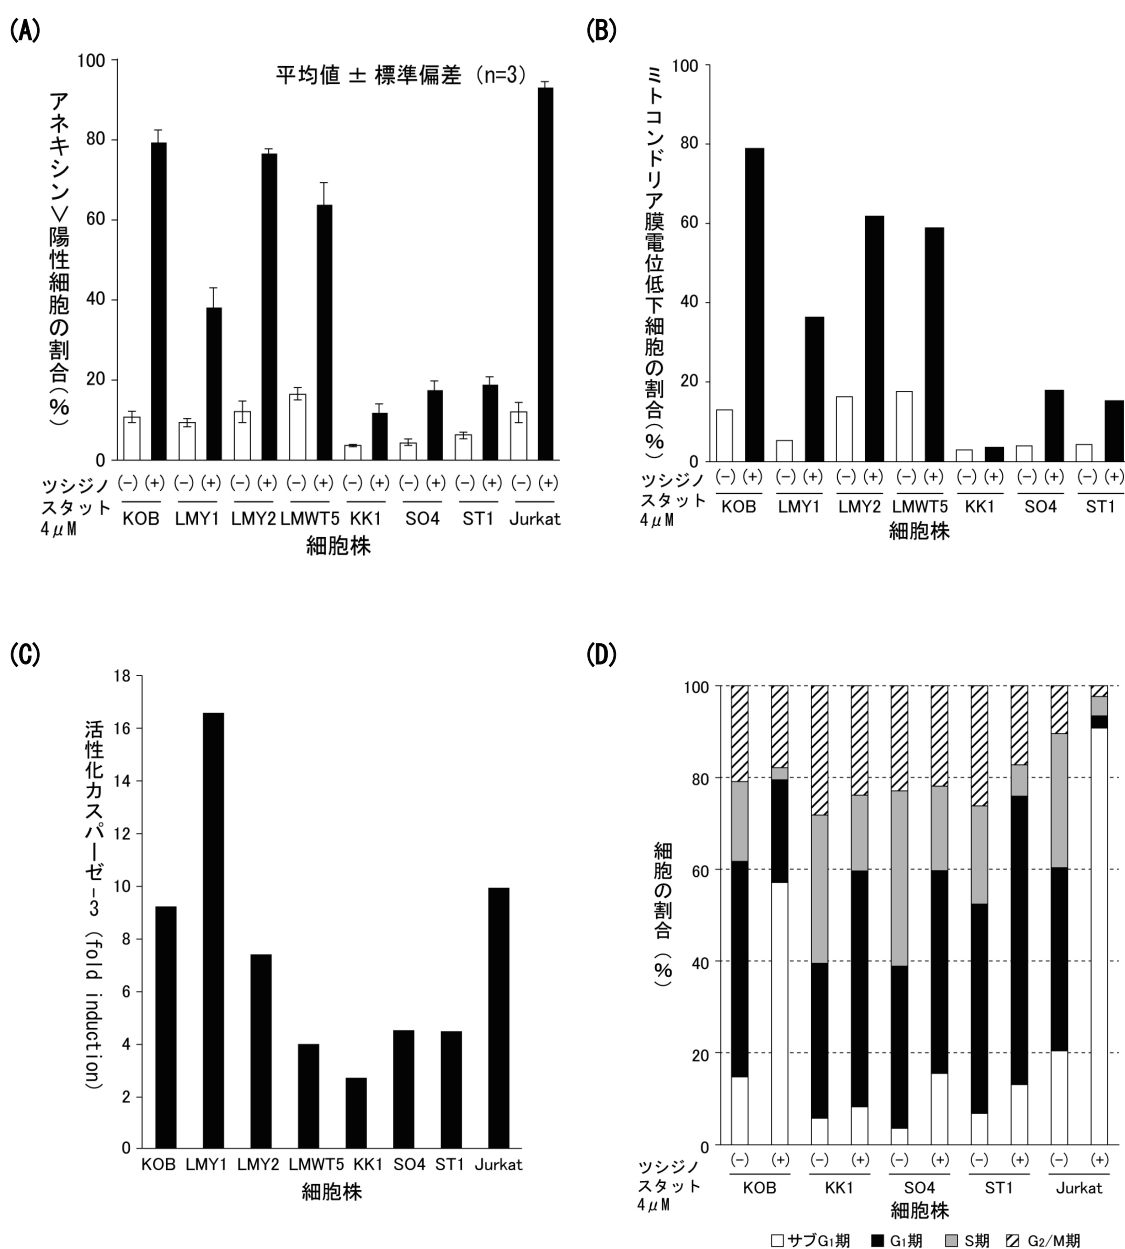 (A)
平均値 ± 標準偏差 (n=3)
アネキシンV陽性細胞の割合(%)
100
80
60
40
20
0
ツシジノ
スタット
4μM
(-) (+) (-) (+) (-) (+) (-) (+) (-) (+) (-) (+) (-) (+) (-) (+)
KOB LMY1 LMY2 LMWT5 KK1 SO4 ST1 Jurkat
細胞株
(B)
ミトコンドリア膜電位低下細胞の割合(%)
100
80
60
40
20
0
ツシジノ
スタット
4μM
(-) (+) (-) (+) (-) (+) (-) (+) (-) (+) (-) (+) (-) (+)
KOB LMY1 LMY2 LMWT5 KK1 SO4 ST1
細胞株
(C)
活性化カスパーゼ-3 (fold induction)
18
16
14
12
10
8
6
4
2
0
KOB LMY1 LMY2 LMWT5 KK1 SO4 ST1 Jurkat
細胞株
(D)
細胞の割合 (%)
100
80
60
40
20
0
ツシジノ
スタット
4μM
(-) (+) (-) (+) (-) (+) (-) (+) (-) (+)
KOB KK1 SO4 ST1 Jurkat
細胞株
サブG1期 G1期 S期 G2/M期